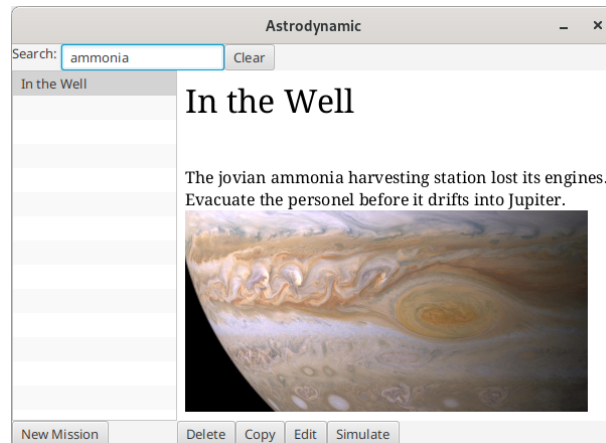 Astrodynamic
Search: ammonia Clear
In the Well
In the Well
The jovian ammonia harvesting station lost its engines.
Evacuate the personel before it drifts into Jupiter.
New Mission Delete Copy Edit Simulate